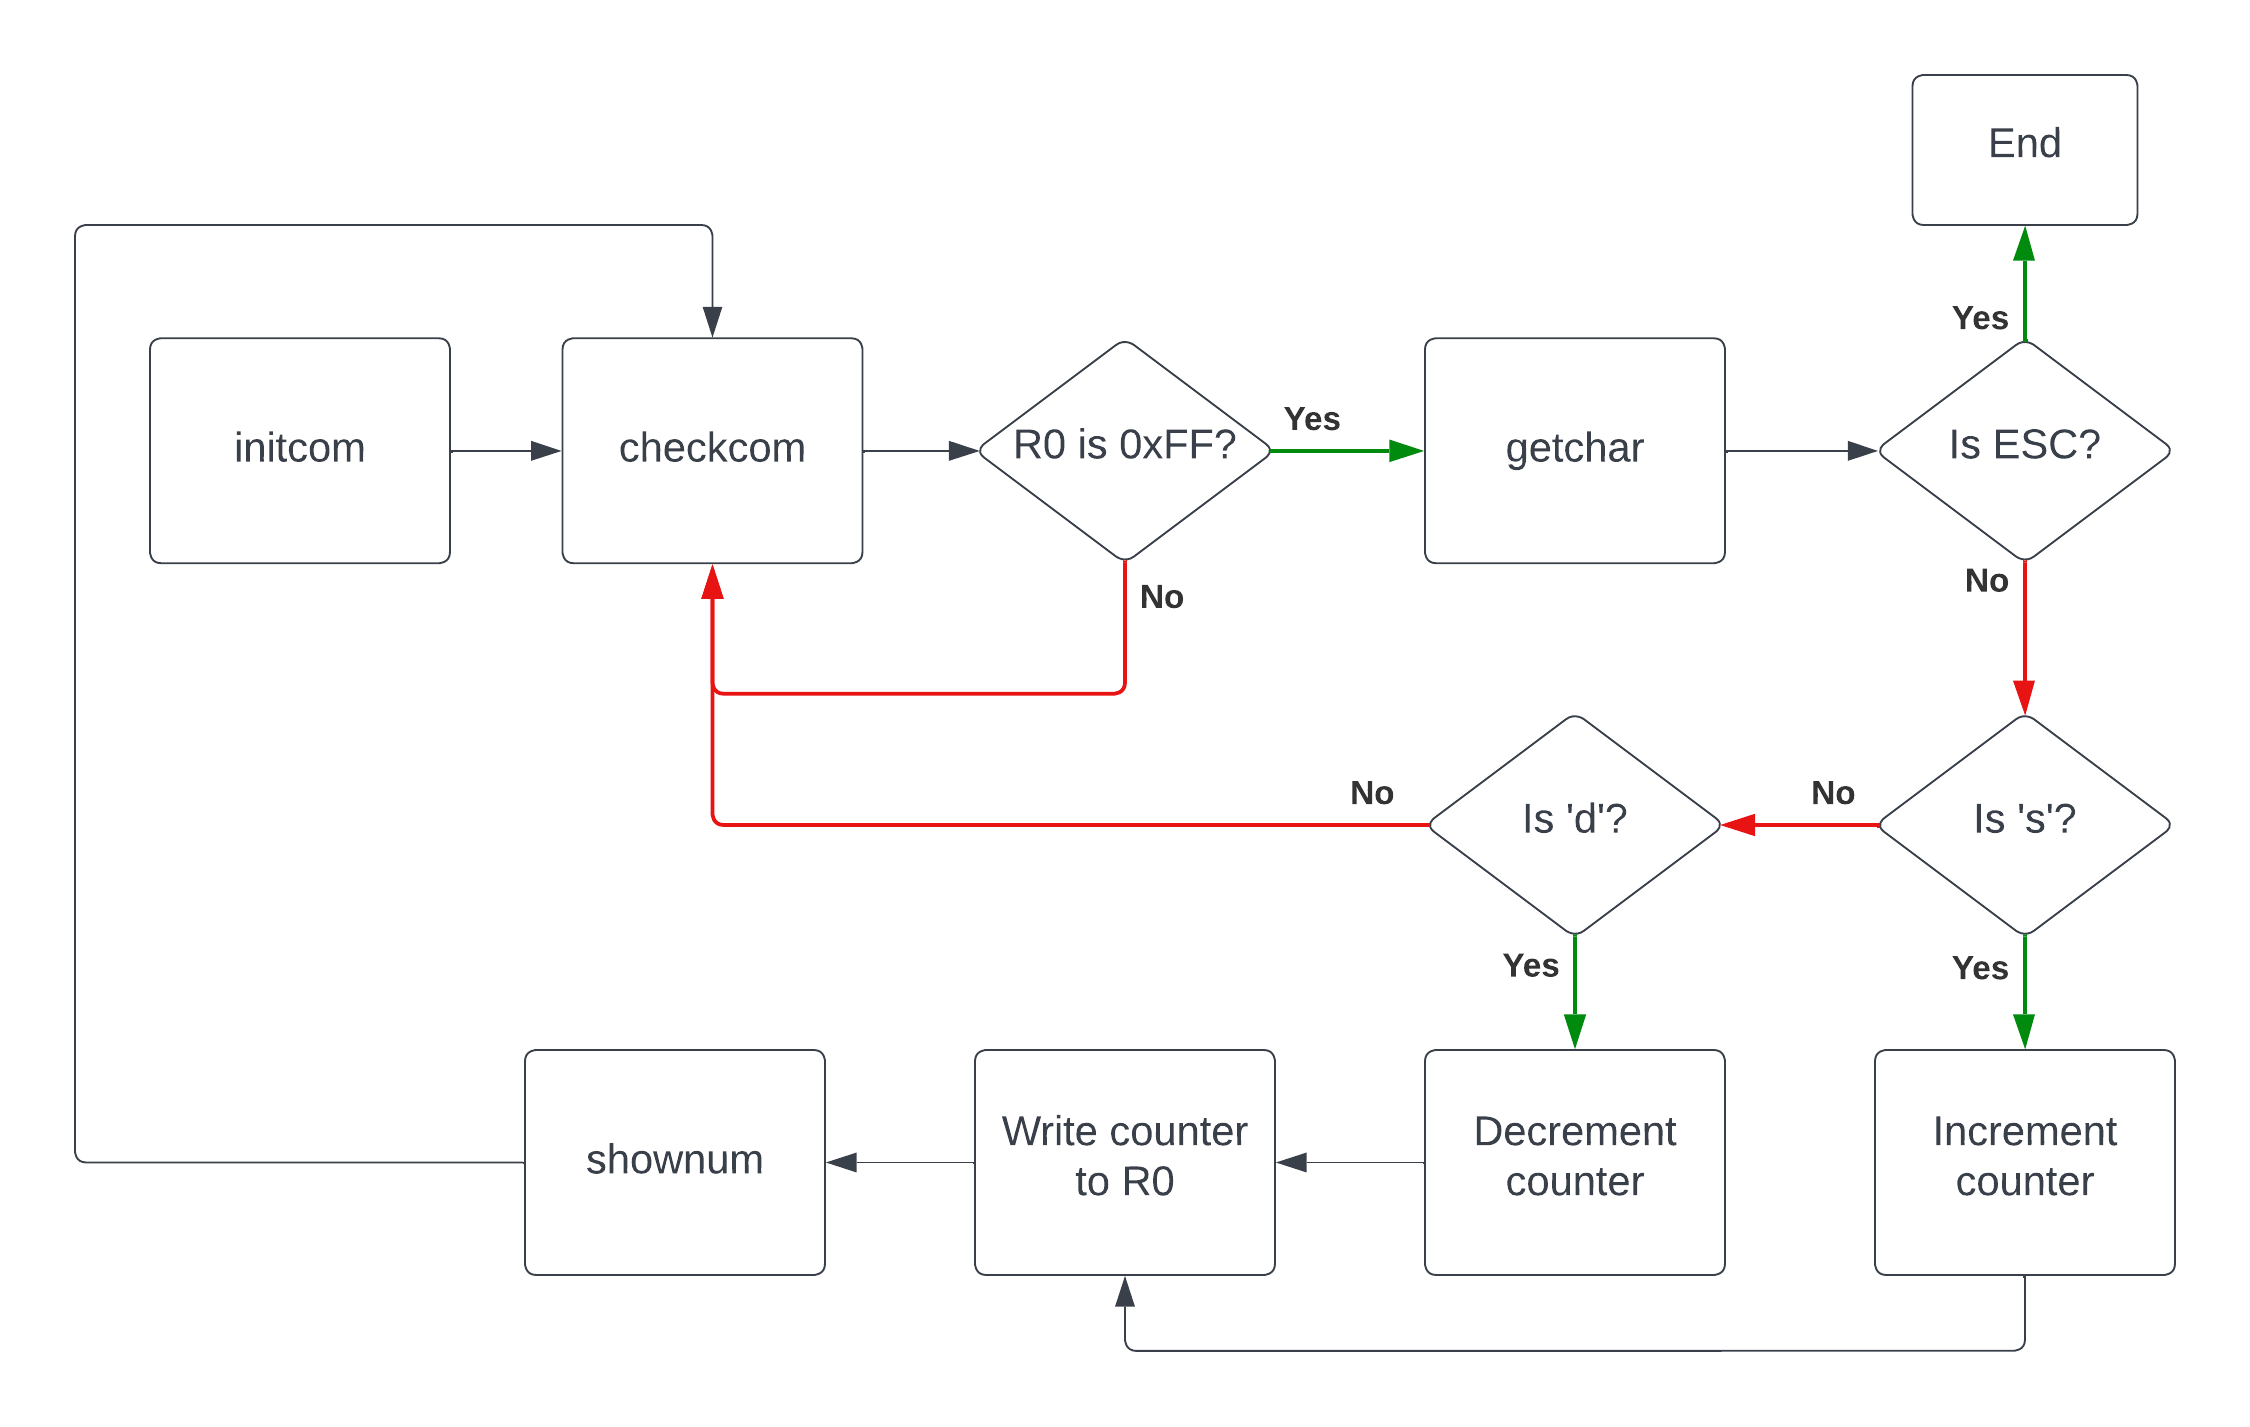 End
Yes
initcom
checkcom
R0 is 0xFF?
Yes
getchar
Is ESC?
No
No
No
Is 'd'?
No
Is 's'?
Yes
Yes
shownum
Write counter
to R0
Decrement
counter
Increment
counter